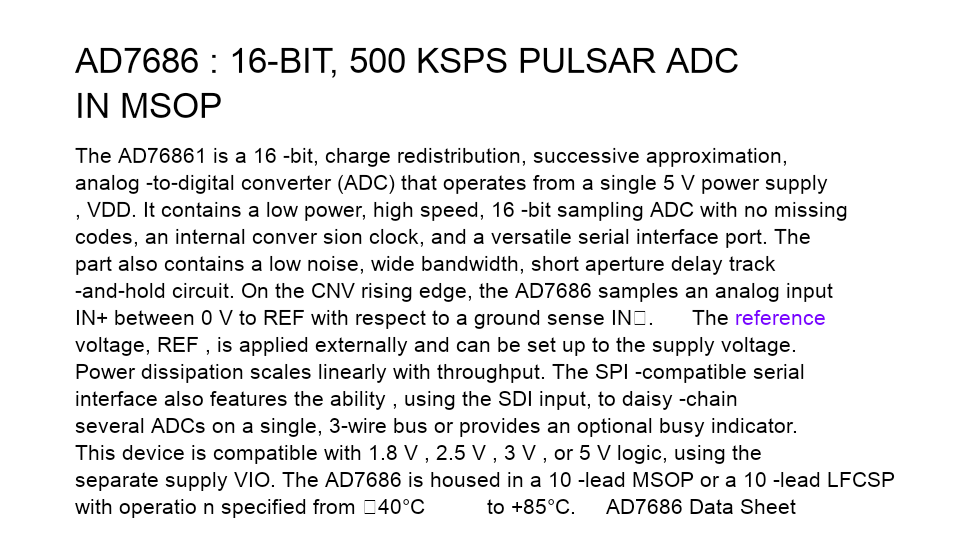 AD7686 : 16-BIT, 500 KSPS PULSAR ADC
IN MSOP
The AD76861 is a 16 -bit, charge redistribution, successive approximation,
analog -to-digital converter (ADC) that operates from a single 5 V power supply
, VDD. It contains a low power, high speed, 16 -bit sampling ADC with no missing
codes, an internal conver sion clock, and a versatile serial interface port. The
part also contains a low noise, wide bandwidth, short aperture delay track
-and-hold circuit. On the CNV rising edge, the AD7686 samples an analog input
IN+ between 0 V to REF with respect to a ground sense IN□. The reference
voltage, REF , is applied externally and can be set up to the supply voltage.
Power dissipation scales linearly with throughput. The SPI -compatible serial
interface also features the ability , using the SDI input, to daisy -chain
several ADCs on a single, 3-wire bus or provides an optional busy indicator.
This device is compatible with 1.8 V , 2.5 V , 3 V , or 5 V logic, using the
separate supply VIO. The AD7686 is housed in a 10 -lead MSOP or a 10 -lead LFCSP
with operatio n specified from □40°C to +85°C. AD7686 Data Sheet